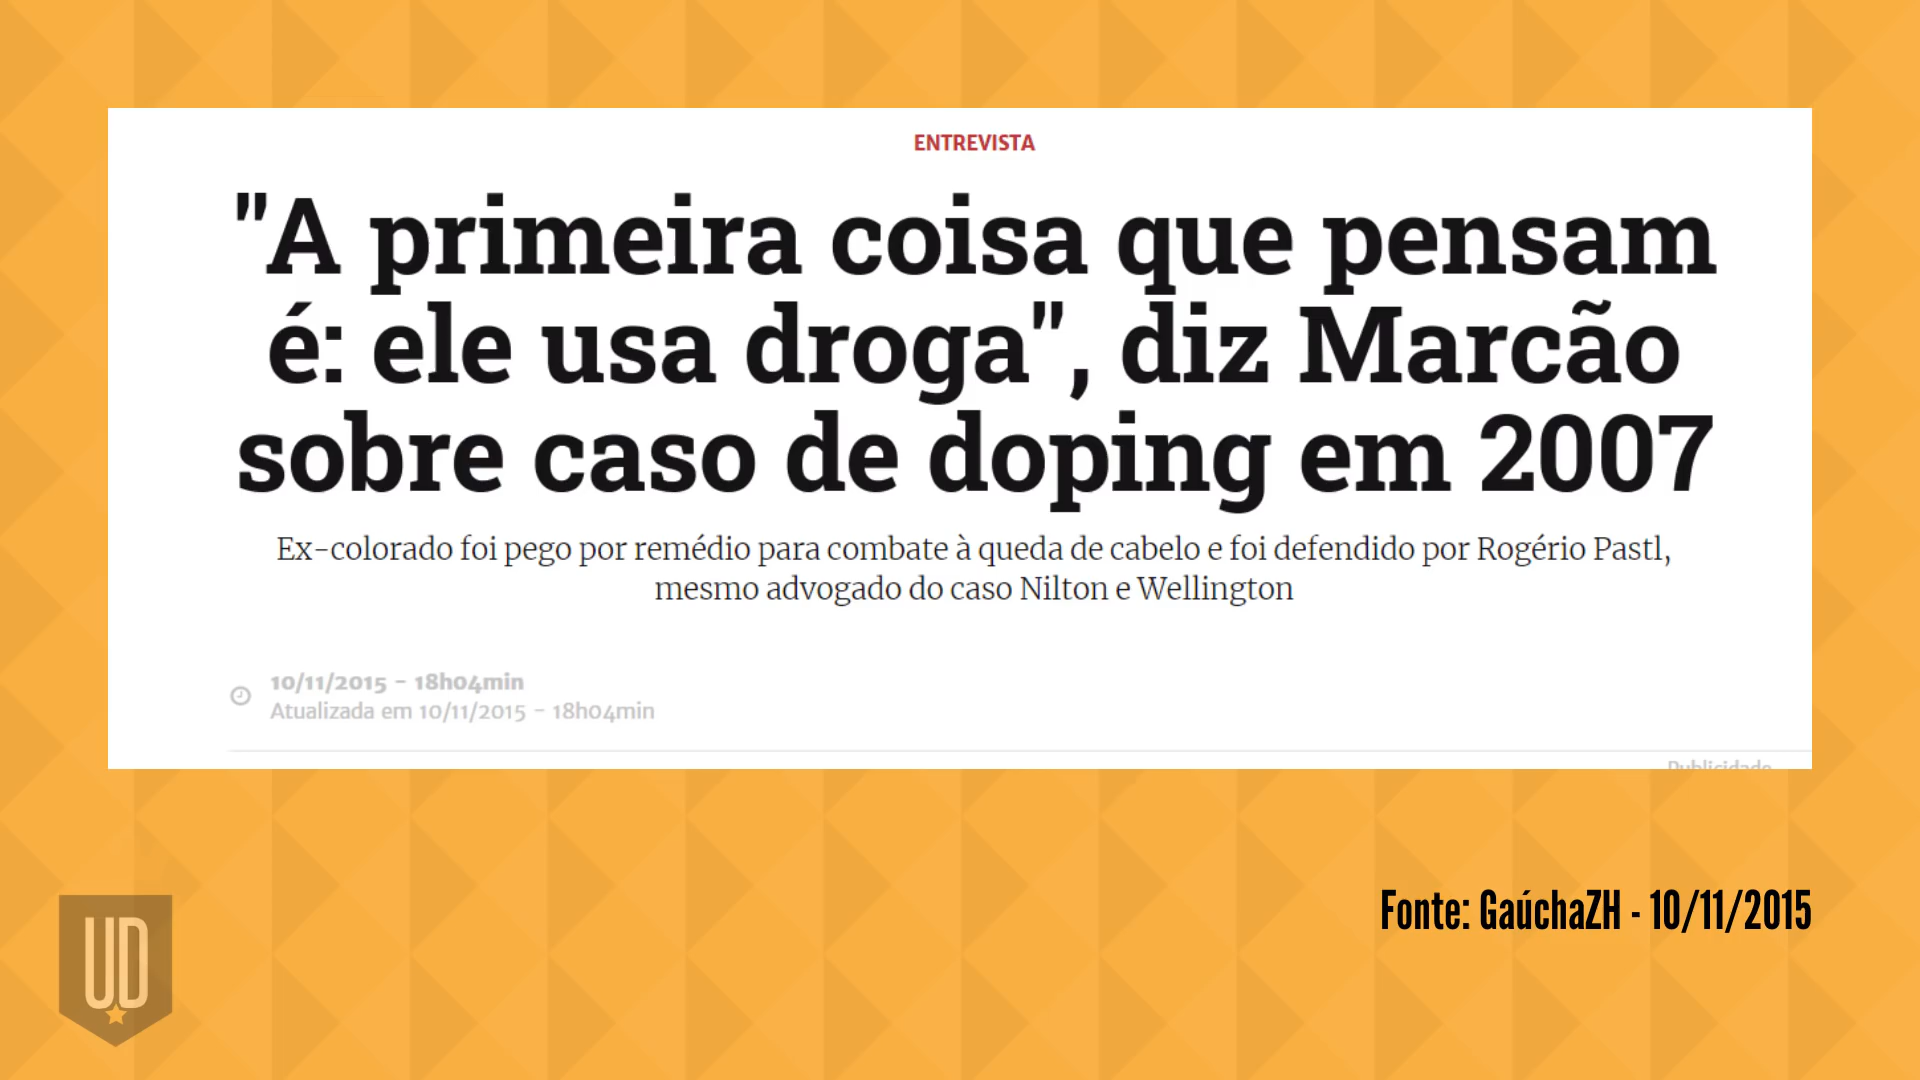 ENTREVISTA
"A primeira coisa que pensam
é: ele usa droga", diz Marcão
sobre caso de doping em 2007
Ex-colorado foi pego por remédio para combate à queda de cabelo e foi defendido por Rogério Pastl,
mesmo advogado do caso Nilton e Wellington
10/11/2015 - 18h04min
Atualizada em 10/11/2015 - 18h04min
Publicidade
Fonte: GaúchaZH - 10/11/2015
UD